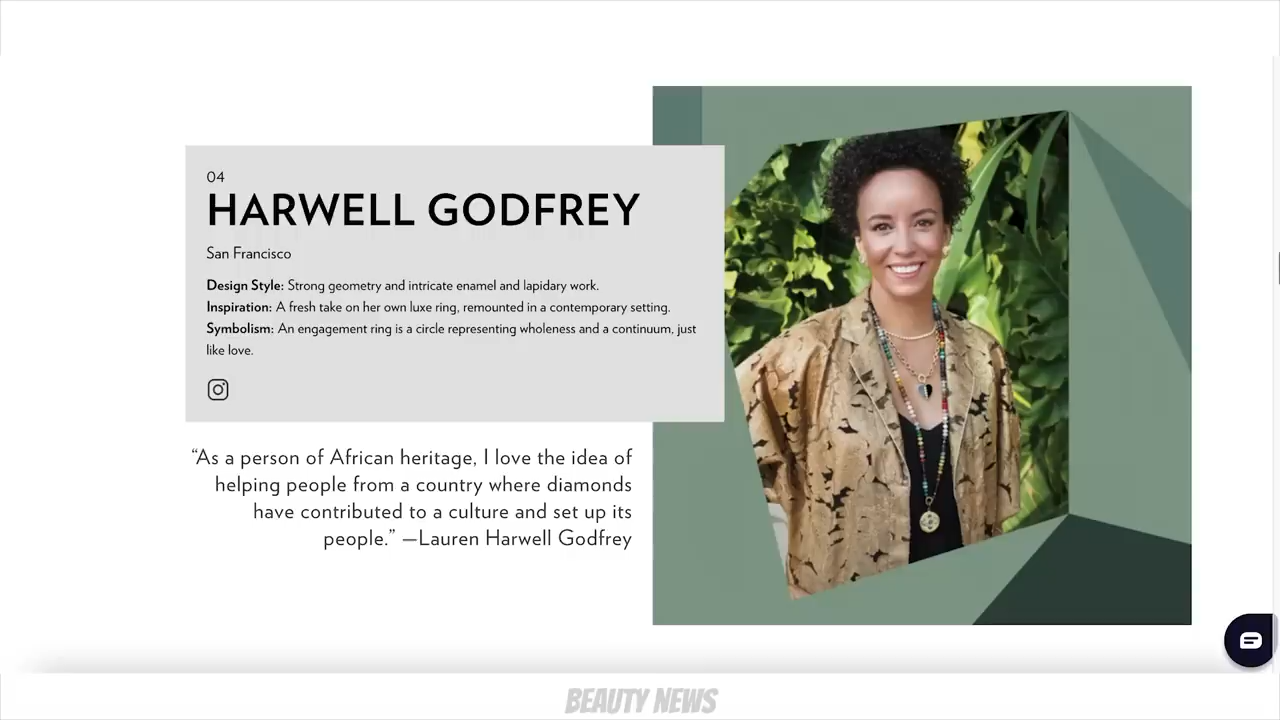 04
HARWELL GODFREY
San Francisco
Design Style: Strong geometry and intricate enamel and lapidary work.
Inspiration: A fresh take on her own luxe ring, remounted in a contemporary setting.
Symbolism: An engagement ring is a circle representing wholeness and a continuum, just
like love.
“As a person of African heritage, I love the idea of
helping people from a country where diamonds
have contributed to a culture and set up its
people.” —Lauren Harwell Godfrey
BEAUTY NEWS